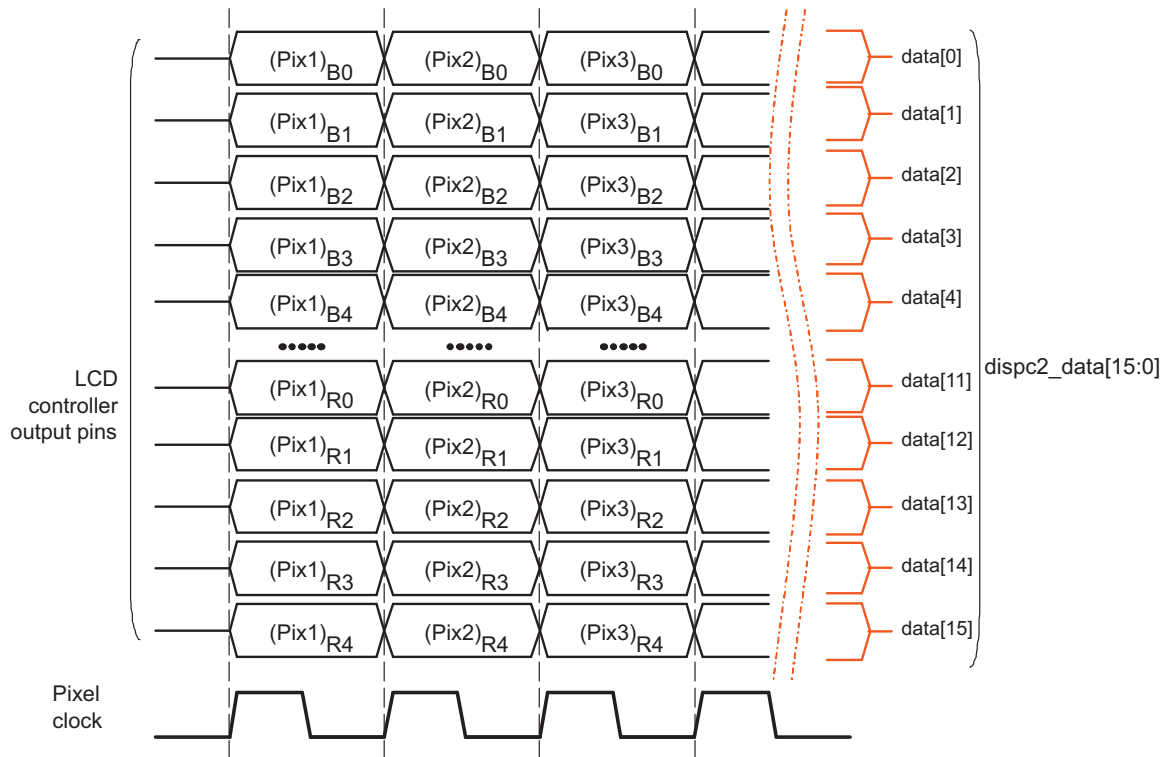 (Pix1)B0 (Pix2)B0 (Pix3)B0 data[0]
(Pix1)B1 (Pix2)B1 (Pix3)B1 data[1]
(Pix1)B2 (Pix2)B2 (Pix3)B2 data[2]
(Pix1)B3 (Pix2)B3 (Pix3)B3 data[3]
(Pix1)B4 (Pix2)B4 (Pix3)B4 data[4]
LCD
controller
output pins
(Pix1)R0 (Pix2)R0 (Pix3)R0 data[11]
dispc2_data[15:0]
(Pix1)R1 (Pix2)R1 (Pix3)R1 data[12]
(Pix1)R2 (Pix2)R2 (Pix3)R2 data[13]
(Pix1)R3 (Pix2)R3 (Pix3)R3 data[14]
(Pix1)R4 (Pix2)R4 (Pix3)R4 data[15]
Pixel
clock